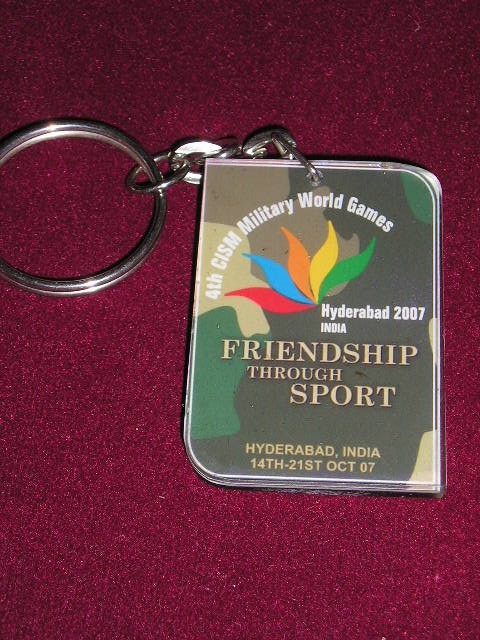 4th CISM Military World Games
Hyderabad 2007
INDIA
FRIENDSHIP
THROUGH
SPORT
HYDERABAD, INDIA
14TH-21ST OCT 07